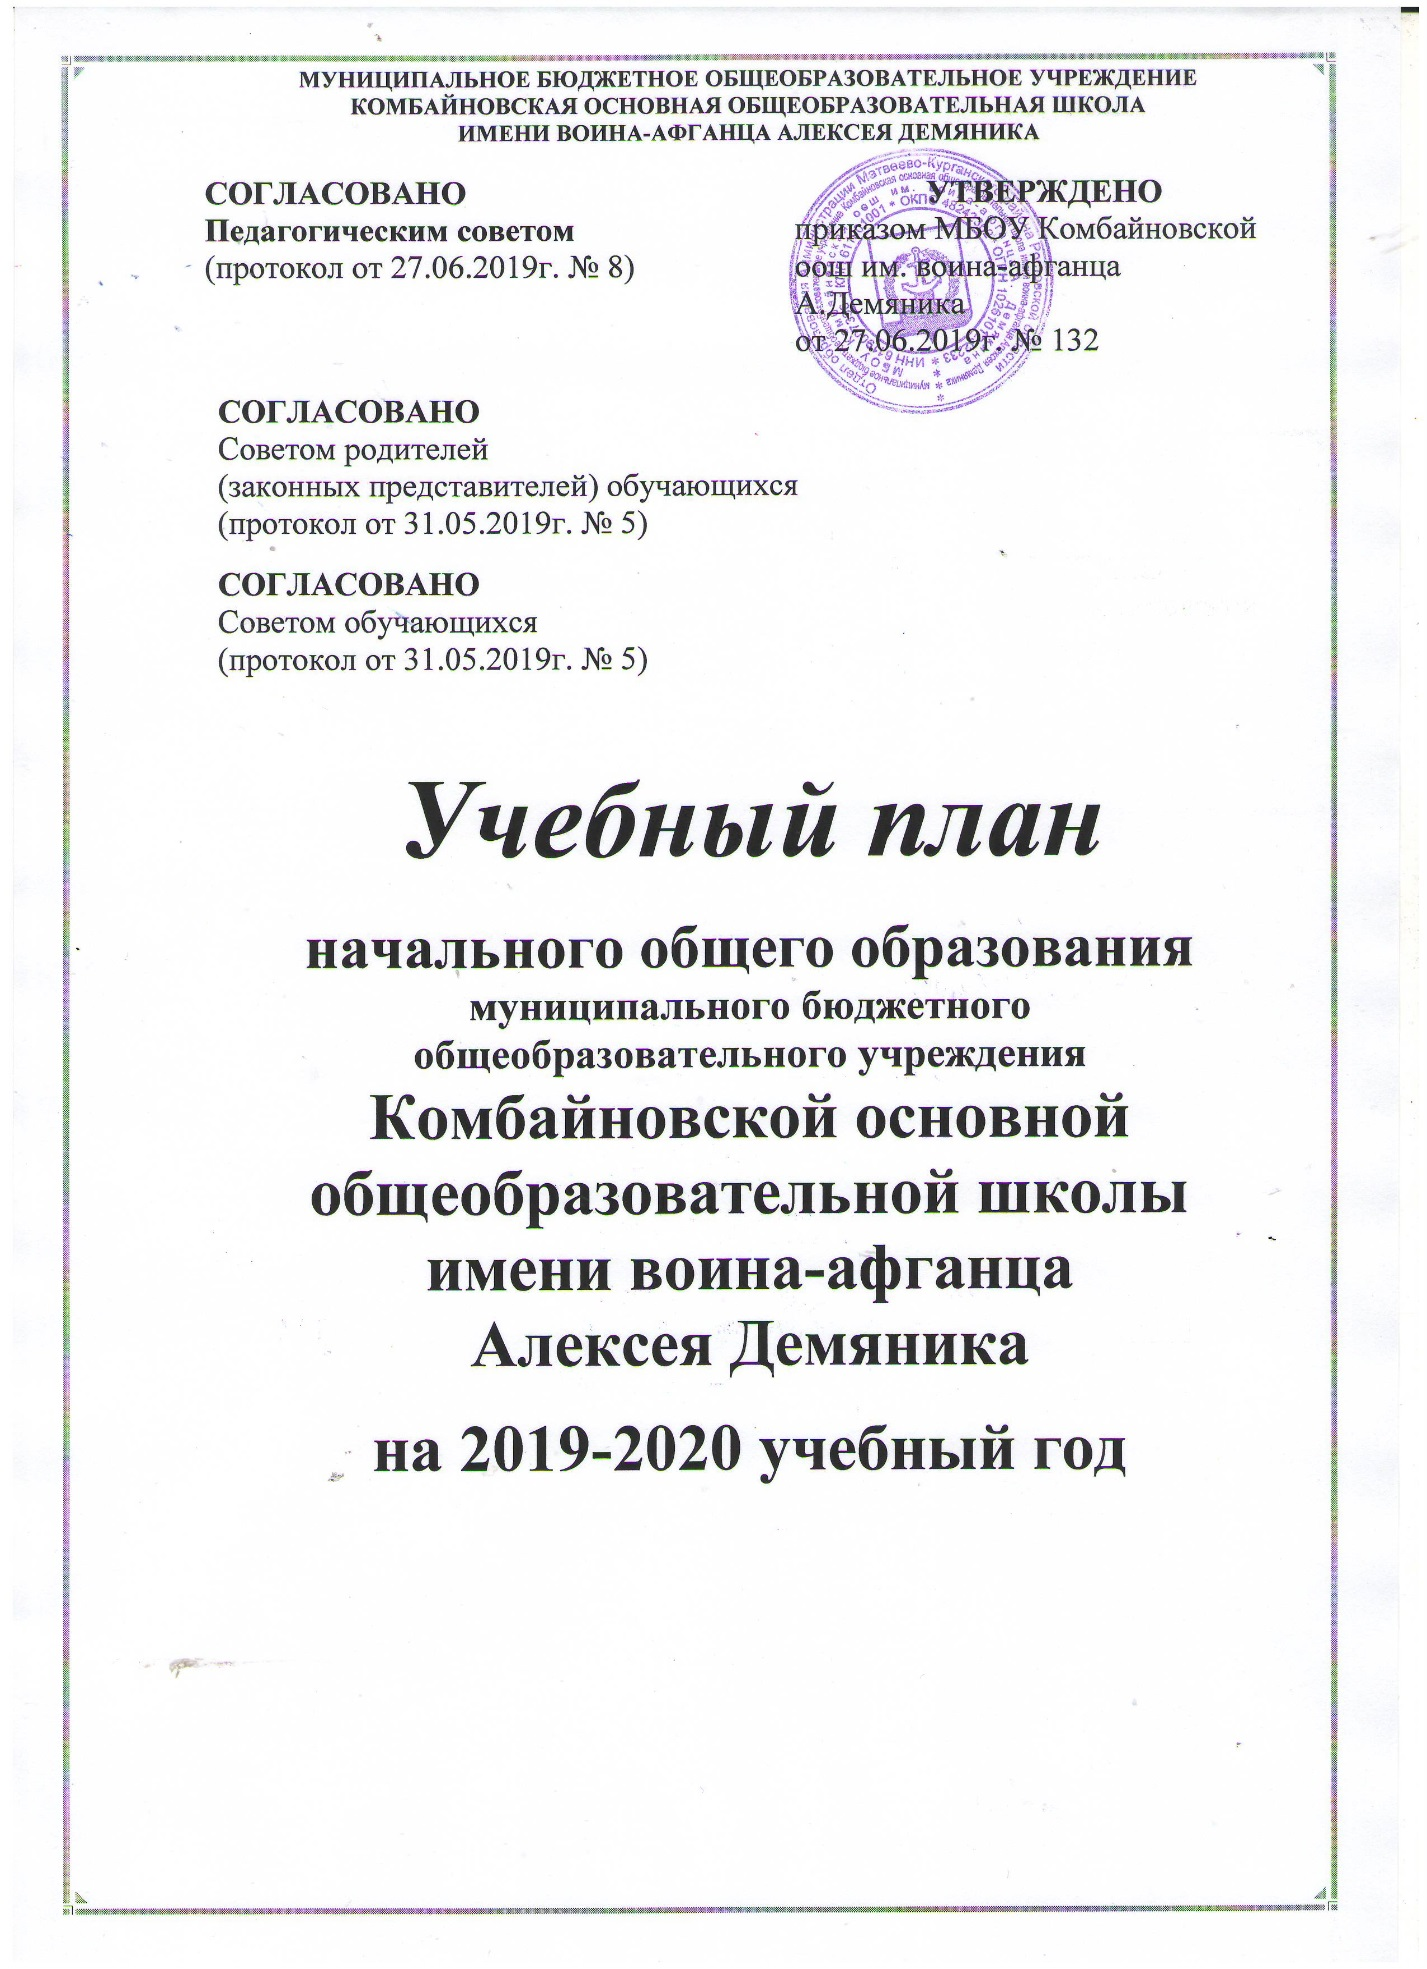 МУНИЦИПАЛЬНОЕ БЮДЖЕТНОЕ ОБЩЕОБРАЗОВАТЕЛЬНОЕ УЧРЕЖДЕНИЕ
КОМБАЙНОВСКАЯ ОСНОВНАЯ ОБЩЕОБРАЗОВАТЕЛЬНАЯ ШКОЛА
ИМЕНИ ВОИНА-АФГАНЦА АЛЕКСЕЯ ДЕМЯНИКА
СОГЛАСОВАНО
Педагогическим советом
(протокол от 27.06.2019г. № 8)
УТВЕРЖДЕНО
приказом МБОУ Комбайновской
оош им. воина-афганца
А.Демяника
от 27.06.2019г. № 132
СОГЛАСОВАНО
Советом родителей
(законных представителей) обучающихся
(протокол от 31.05.2019г. № 5)
СОГЛАСОВАНО
Советом обучающихся
(протокол от 31.05.2019г. № 5)
Учебный план
начального общего образования
муниципального бюджетного
общеобразовательного учреждения
Комбайновской основной
общеобразовательной школы
имени воина-афганца
Алексея Демяника
на 2019-2020 учебный год